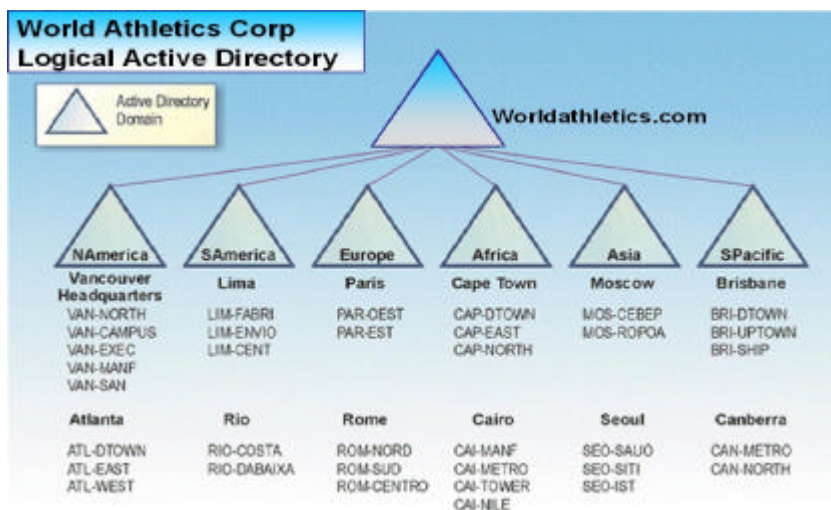 World Athletics Corp
Logical Active Directory
Active Directory
Domain
Worldathletics.com
NAmerica
SAmerica
Europe
Africa
Asia
SPacific
Vancouver
Headquarters
VAN-NORTH
VAN-CAMPUS
VAN-EXEC
VAN-MANF
VAN-SAN
Lima
LIM-FABRI
LIM-ENVIO
LIM-CENT
Paris
PAR-OEST
PAR-EST
Cape Town
CAP-DTOWN
CAP-EAST
CAP-NORTH
Moscow
MOS-CEBEP
MOS-ROPOA
Brisbane
BRI-DTOWN
BRI-UPTOWN
BRI-SHIP
Atlanta
ATL-DTOWN
ATL-EAST
ATL-WEST
Rio
RIO-COSTA
RIO-DABAIXA
Rome
ROM-NORD
ROM-SUD
ROM-CENTRO
Cairo
CAI-MANF
CAI-METRO
CAI-TOWER
CAI-NILE
Seoul
SEO-SAUO
SEO-SITI
SEO-IST
Canberra
CAN-METRO
CAN-NORTH